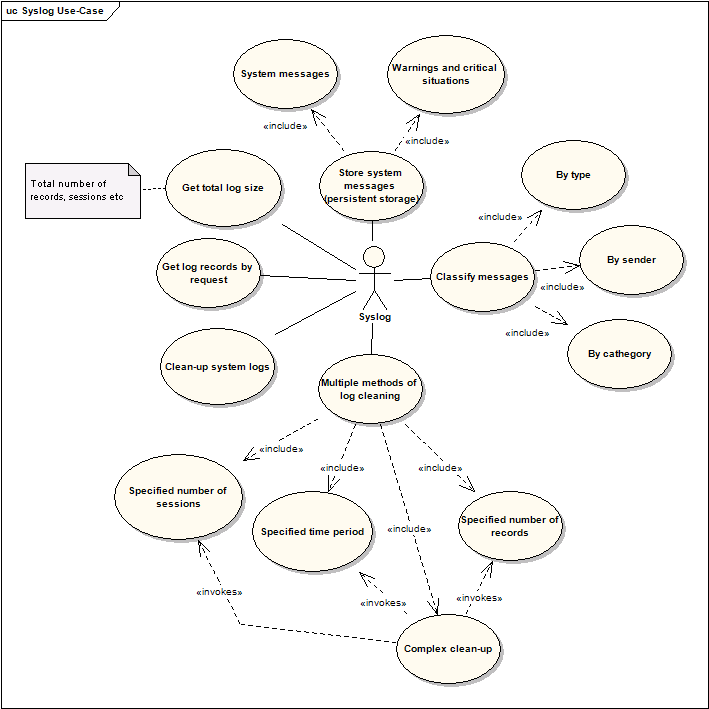 uc Syslog Use-Case
System messages
Warnings and critical
situations
«include»
«include»
Store system
messages
(persistent storage)
Total number of
records, sessions etc
Get total log size
By type
«include»
Get log records by
request
Classify messages
By sender
«include»
Syslog
«include»
Clean-up system logs
By cathegory
Multiple methods of
log cleaning
«include»
«include»
«include»
Specified number of
sessions
Specified time period
«include»
Specified number of
records
«invokes»
«invokes»
«invokes»
Complex clean-up